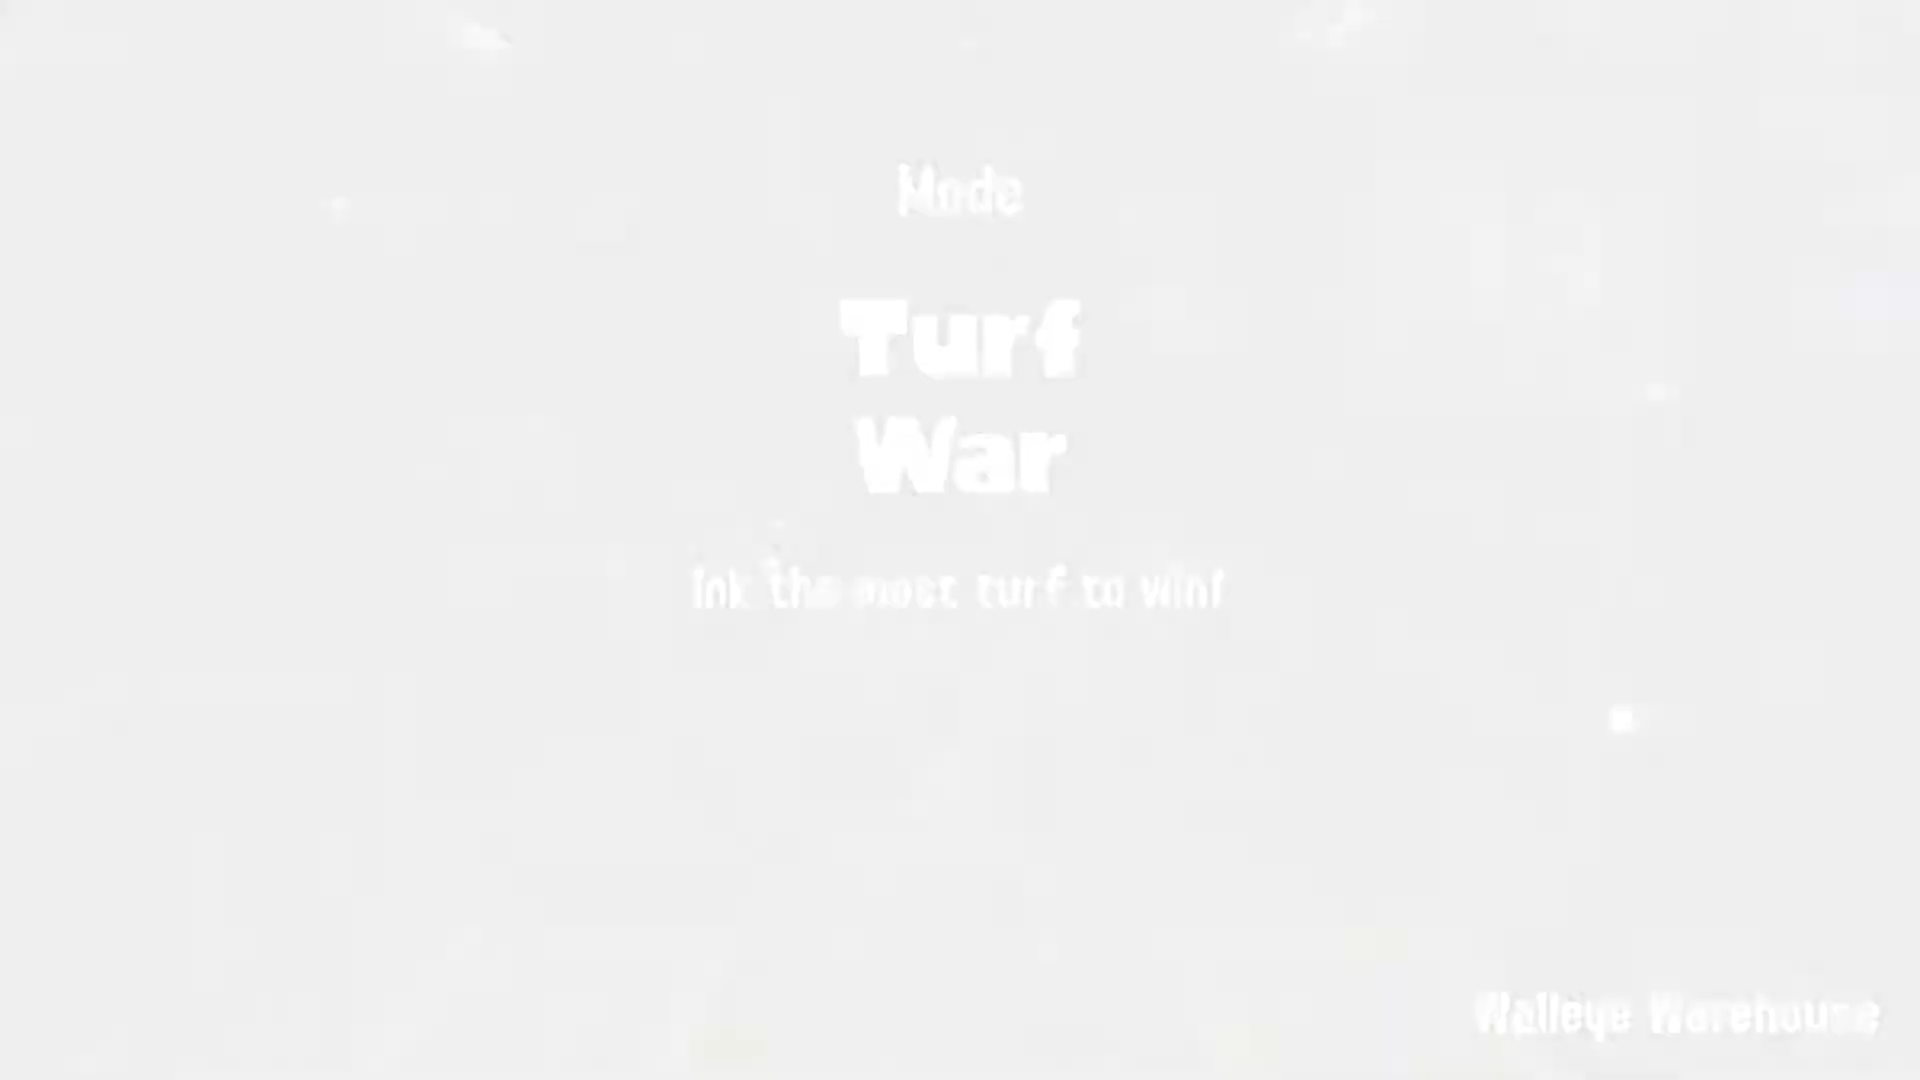 Mode
Turf
War
Ink the most turf to win!
Walleye Warehouse